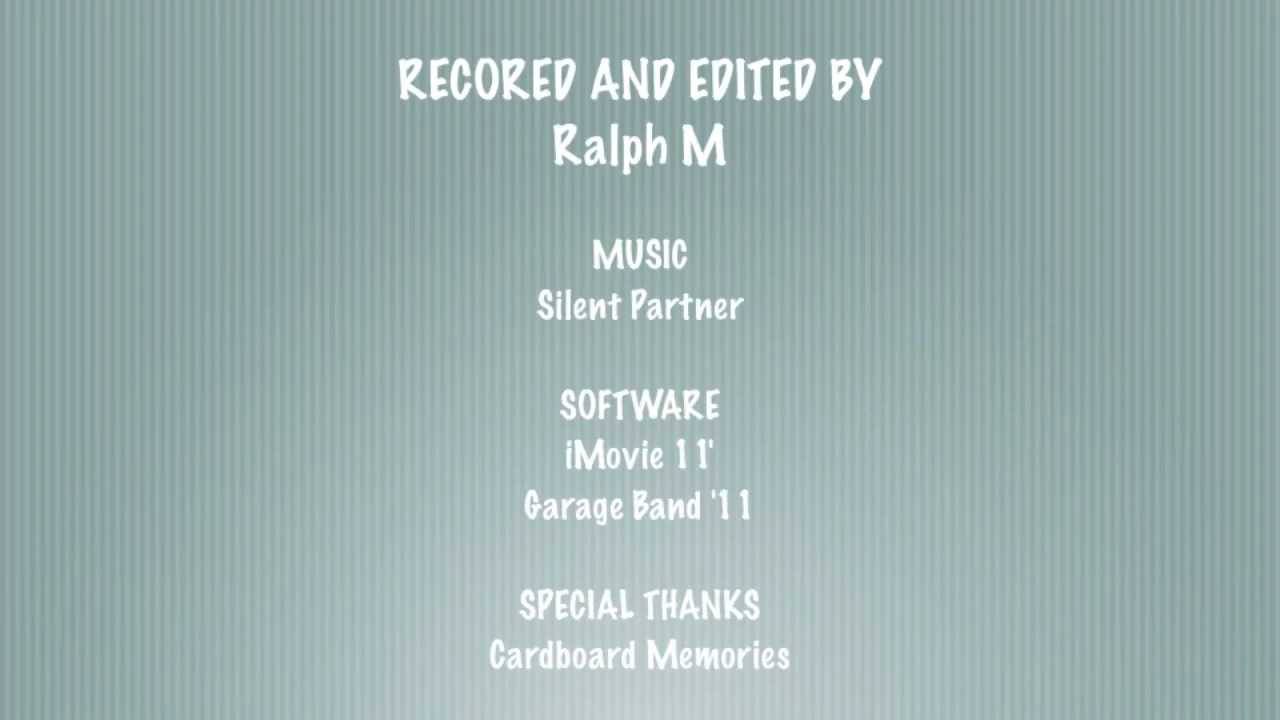 RECORED AND EDITED BY
Ralph M
MUSIC
Silent Partner
SOFTWARE
iMovie 11'
Garage Band '11
SPECIAL THANKS
Cardboard Memories